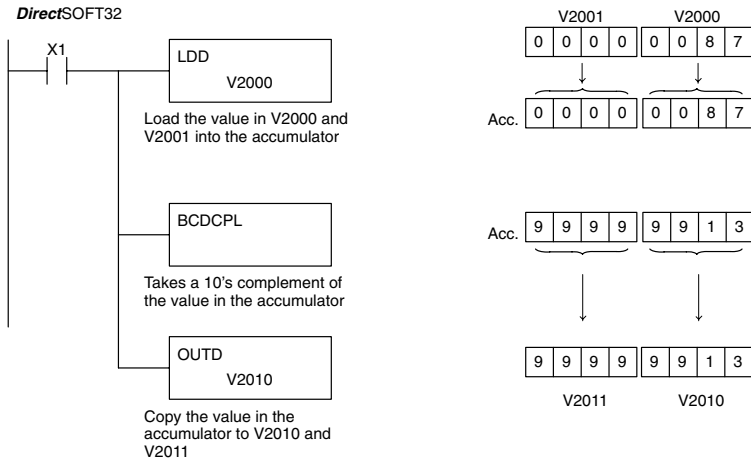 DirectSOFT32
X1
LDD
V2000
Load the value in V2000 and
V2001 into the accumulator
BCDCPL
Takes a 10's complement of
the value in the accumulator
OUTD
V2010
Copy the value in the
accumulator to V2010 and
V2011
V2001 V2000
0 0 0 0 0 0 8 7
Acc. 0 0 0 0 0 0 8 7
Acc. 9 9 9 9 9 9 1 3
9 9 9 9 9 9 1 3
V2011 V2010